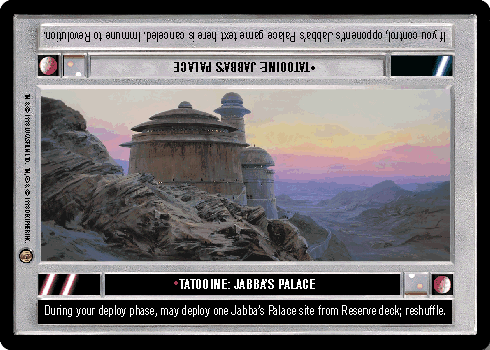 If you control, opponent's Jabba's Palace game text here is canceled. Immune to
Revolution.
•TATOOINE: JABBA'S PALACE
•TATOOINE: JABBA'S PALACE
During your deploy phase, may deploy one Jabba's Palace site from Reserve deck; reshuffle.